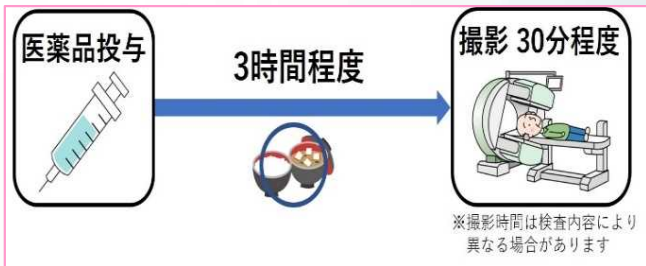 医薬品投与
3時間程度
撮影 30分程度
※撮影時間は検査内容により
異なる場合があります